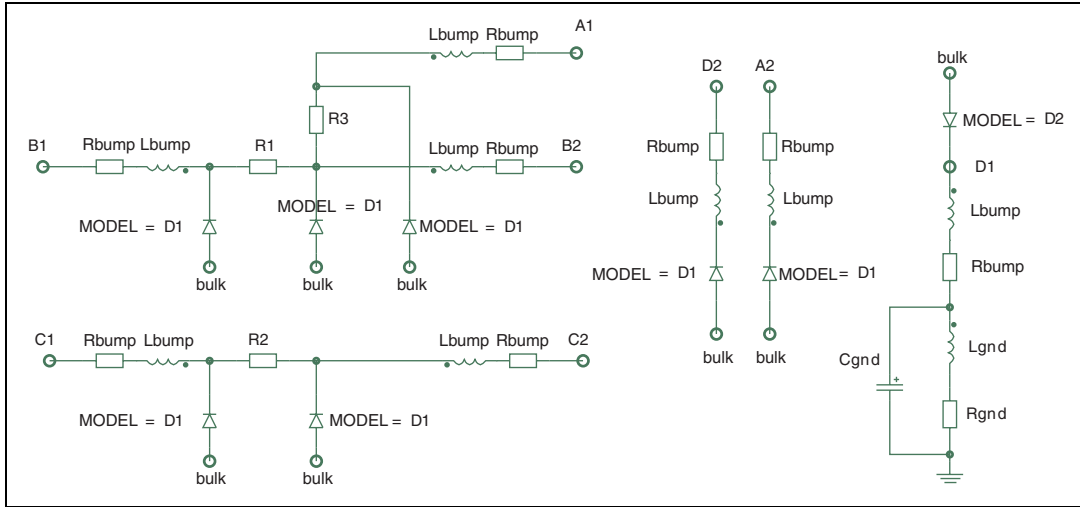 A1
Lbump Rbump
R3
B1
Rbump Lbump
R1
Lbump Rbump
B2
MODEL = D1
MODEL = D1
MODEL = D1
bulk
bulk
bulk
C1
Rbump Lbump
R2
Lbump Rbump
C2
MODEL = D1
MODEL = D1
bulk
bulk
D2
A2
Rbump
Rbump
Lbump
Lbump
MODEL = D1
MODEL= D1
bulk
bulk
bulk
MODEL = D2
D1
Lbump
Rbump
Cgnd
+
Lgnd
Rgnd